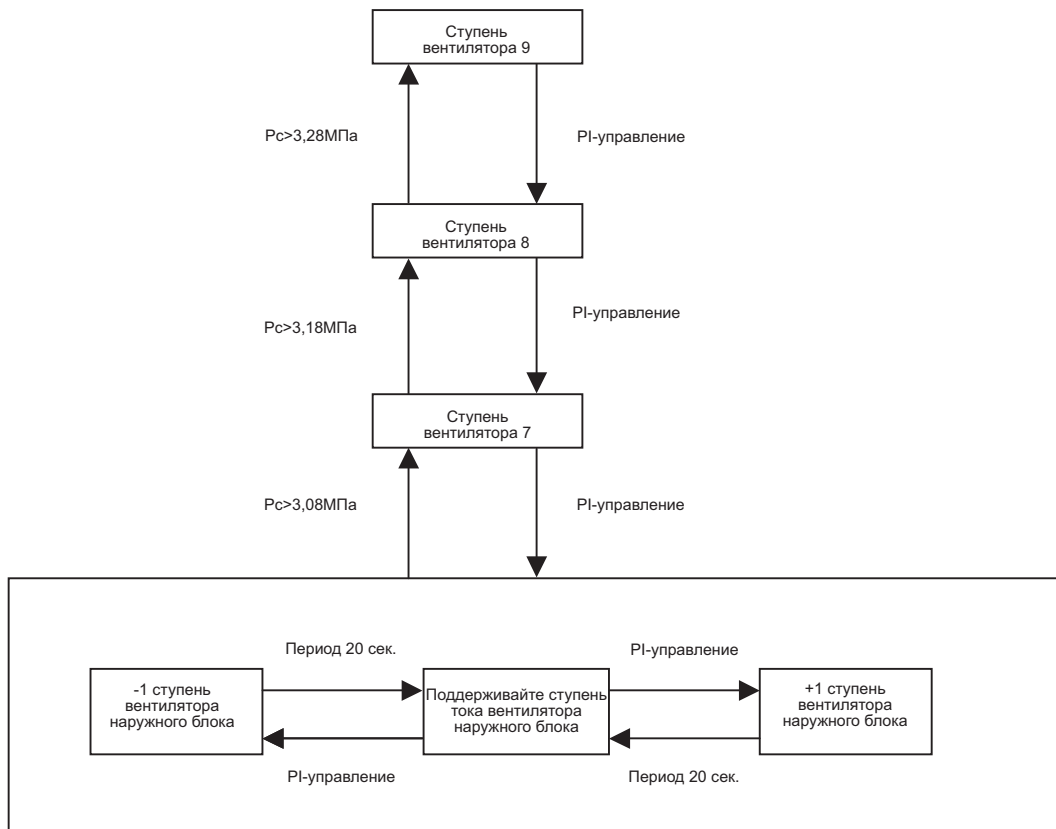 Ступень
вентилятора 9
Pc>3,28МПа
PI-управление
Ступень
вентилятора 8
Pc>3,18МПа
PI-управление
Ступень
вентилятора 7
Pc>3,08МПа
PI-управление
Период 20 сек.
PI-управление
-1 ступень
вентилятора
наружного блока
Поддерживайте ступень
тока вентилятора
наружного блока
+1 ступень
вентилятора
наружного блока
PI-управление
Период 20 сек.